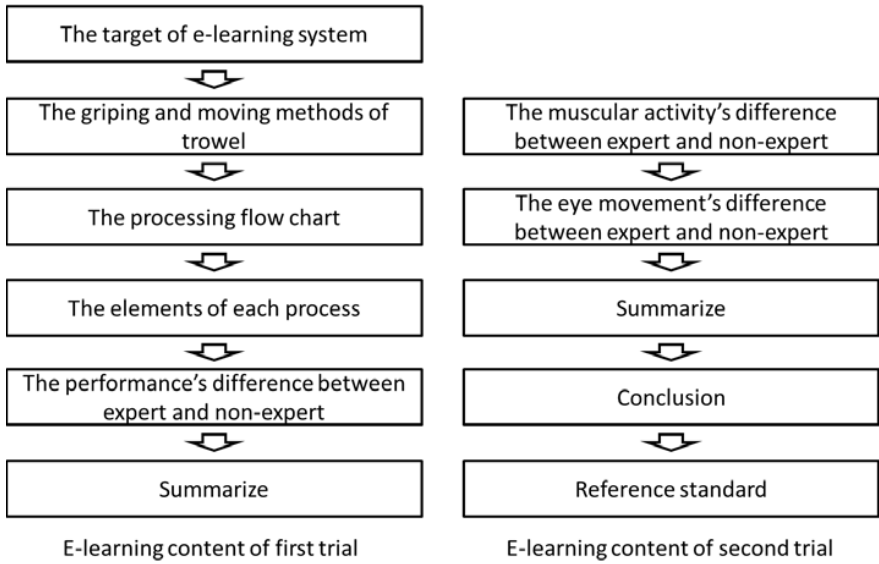 The target of e-learning system
The griping and moving methods of
trowel
The processing flow chart
The elements of each process
The performance's difference between
expert and non-expert
Summarize
E-learning content of first trial
The muscular activity's difference
between expert and non-expert
The eye movement's difference
between expert and non-expert
Summarize
Conclusion
Reference standard
E-learning content of second trial